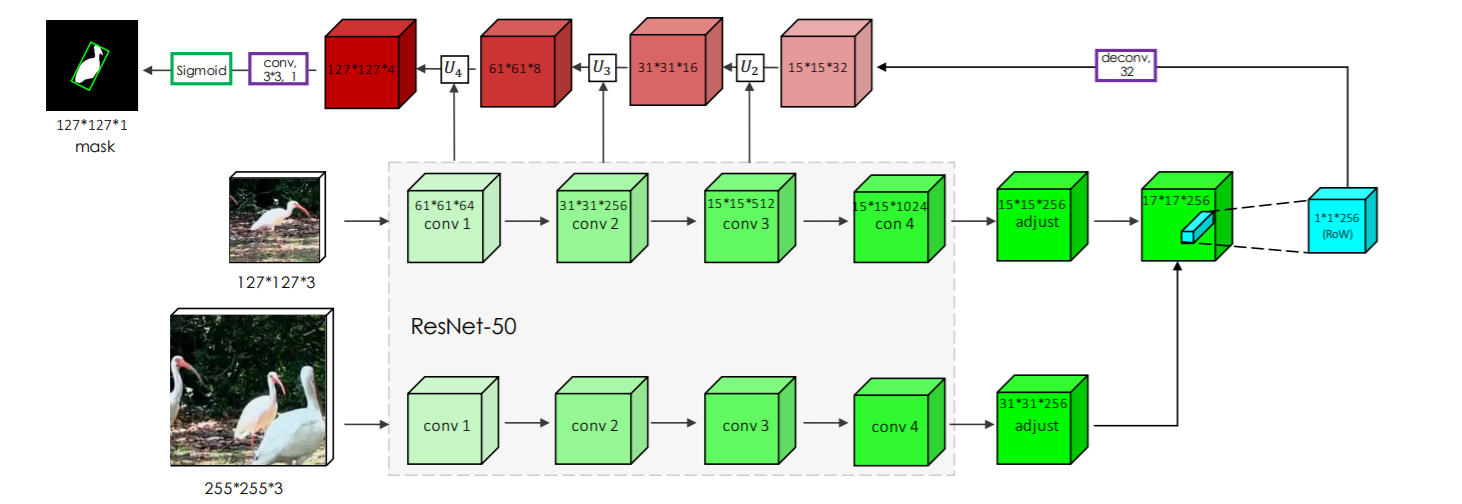 127*127*1
mask
Sigmoid
conv,
3*3, 1
127*127*4
U4
61*61*8
U3
31*31*16
U2
15*15*32
deconv,
32
127*127*3
61*61*64
conv 1
31*31*256
conv 2
15*15*512
conv 3
15*15*1024
con 4
15*15*256
adjust
17*17*256
1*1*256
(RoW)
ResNet-50
255*255*3
conv 1
conv 2
conv 3
conv 4
31*31*256
adjust